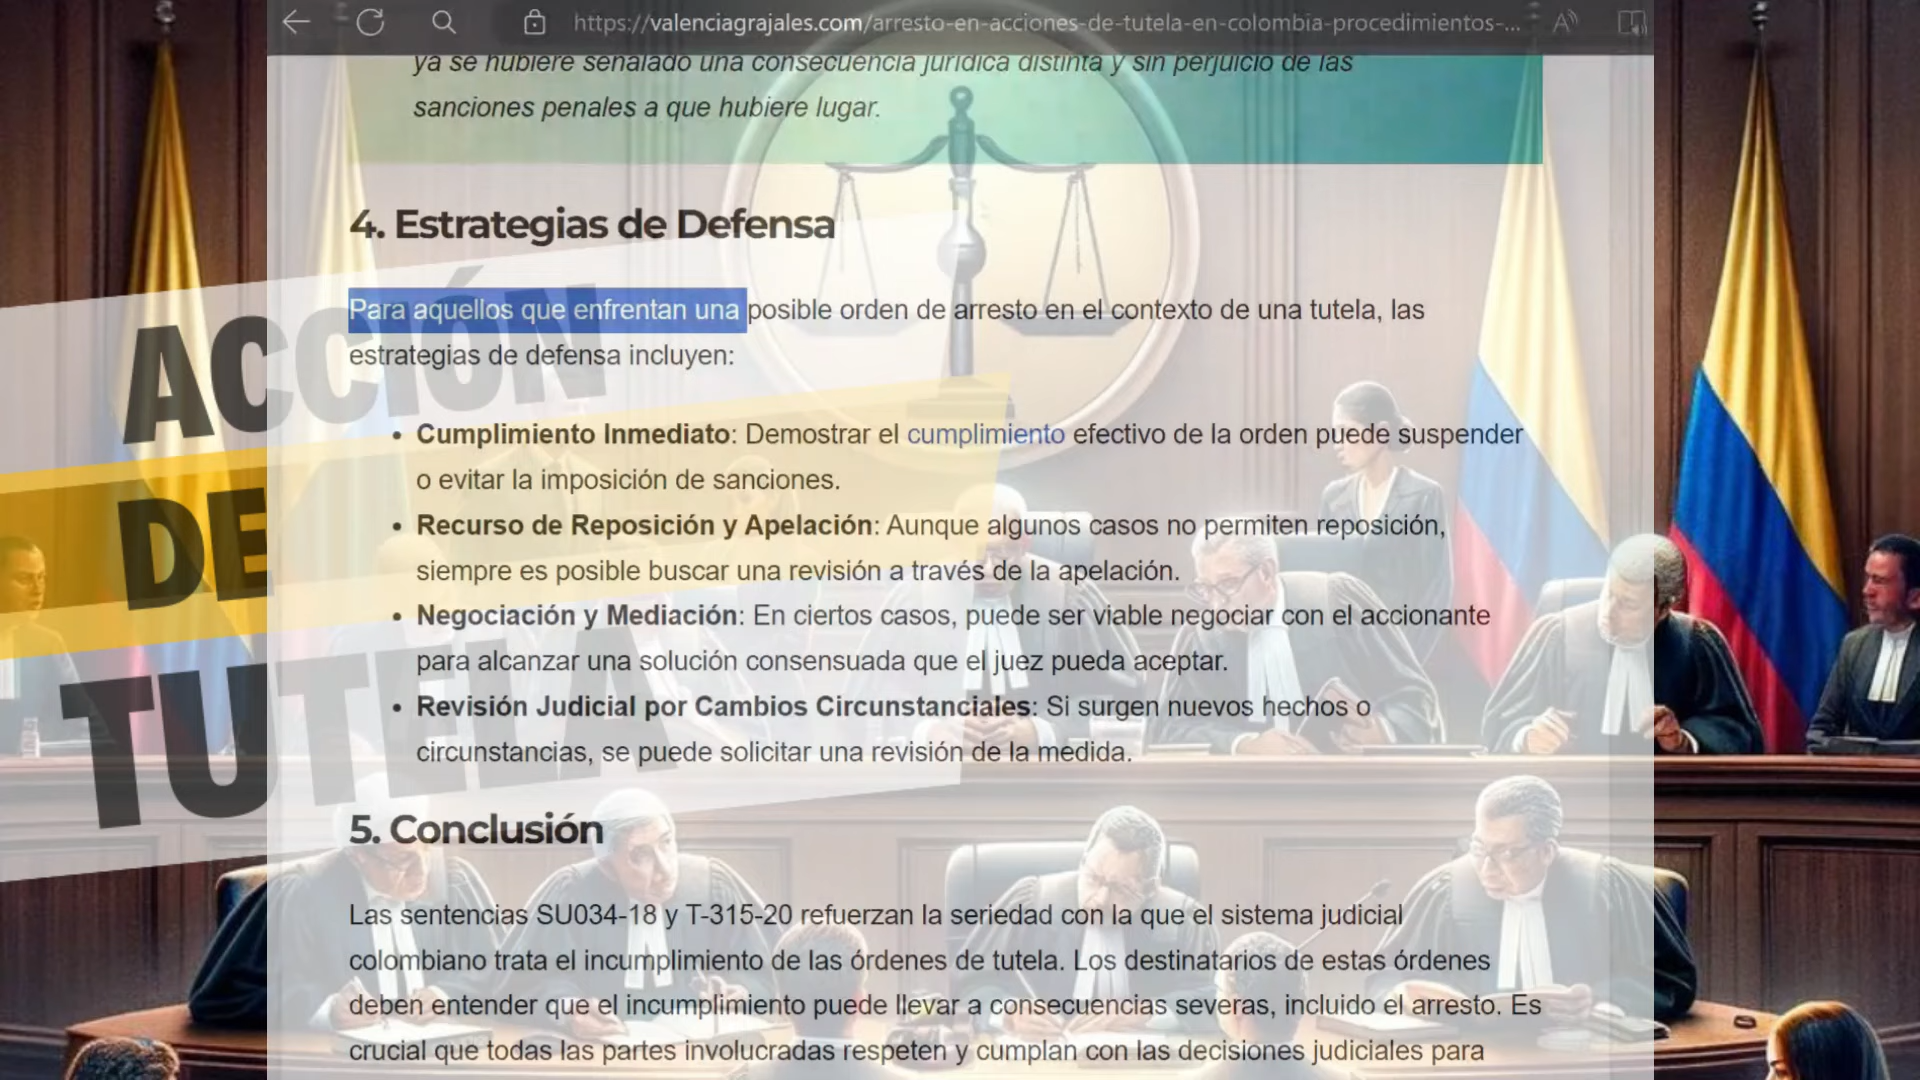 https://valenciagrajales.com/arresto-en-acciones-de-tutela-en-colombia-procedimientos-...
ya se hubiere señalado una consecuencia jurídica distinta y sin perjuicio de las
sanciones penales a que hubiere lugar.
4. Estrategias de Defensa
Para aquellos que enfrentan una posible orden de arresto en el contexto de una tutela, las
estrategias de defensa incluyen:
• Cumplimiento Inmediato: Demostrar el cumplimiento efectivo de la orden puede suspender
o evitar la imposición de sanciones.
• Recurso de Reposición y Apelación: Aunque algunos casos no permiten reposición,
siempre es posible buscar una revisión a través de la apelación.
• Negociación y Mediación: En ciertos casos, puede ser viable negociar con el accionante
para alcanzar una solución consensuada que el juez pueda aceptar.
• Revisión Judicial por Cambios Circunstanciales: Si surgen nuevos hechos o
circunstancias, se puede solicitar una revisión de la medida.
5. Conclusión
Las sentencias SU034-18 y T-315-20 refuerzan la seriedad con la que el sistema judicial
colombiano trata el incumplimiento de las órdenes de tutela. Los destinatarios de estas órdenes
deben entender que el incumplimiento puede llevar a consecuencias severas, incluido el arresto. Es
crucial que todas las partes involucradas respeten y cumplan con las decisiones judiciales para
ACCIÓN
DE
TUTELA